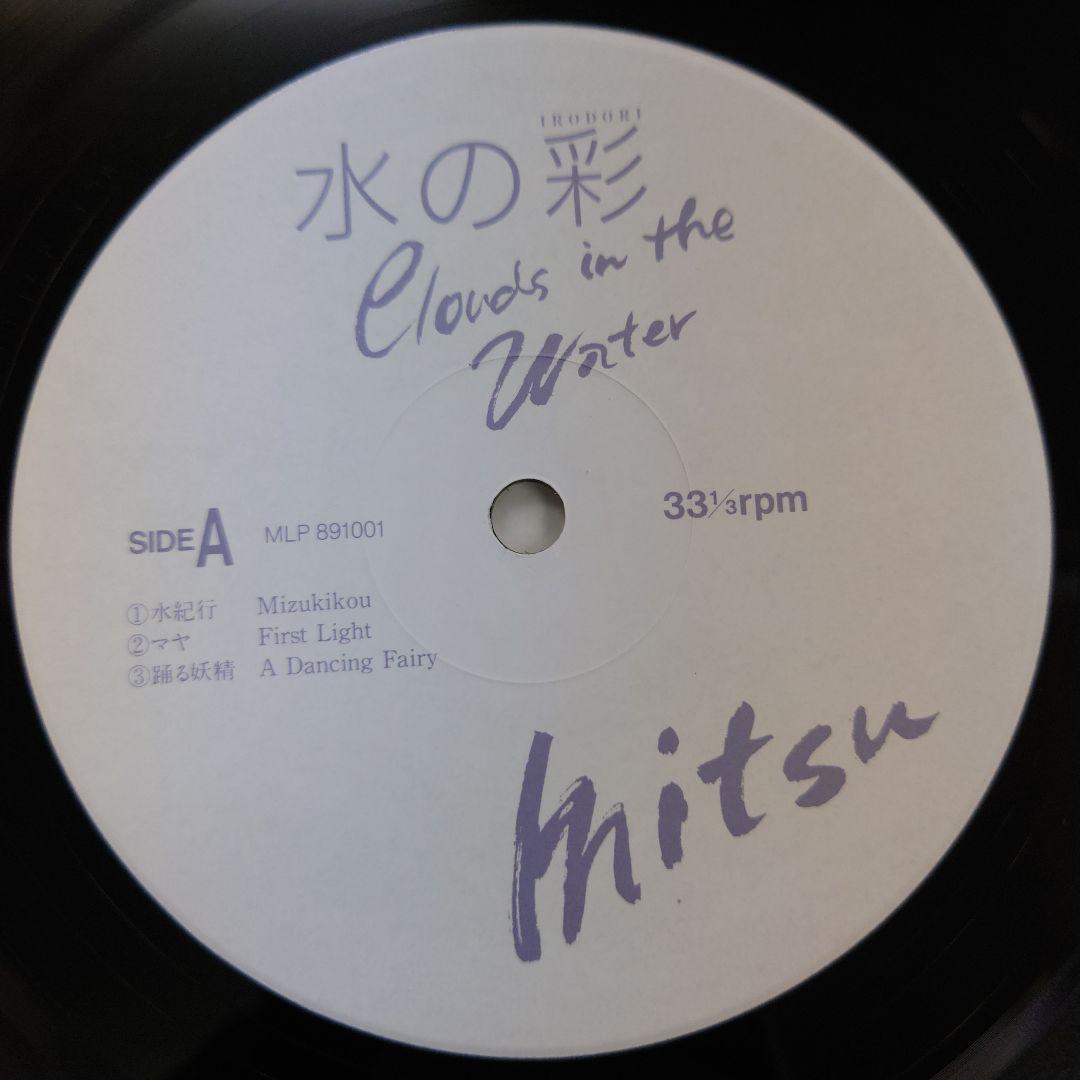 IRODORI
水の彩
Clouds in the
Water
SIDE A MLP 891001
33⅓rpm
①水紀行 Mizukikou
②マヤ First Light
③踊る妖精 A Dancing Fairy
mitsu